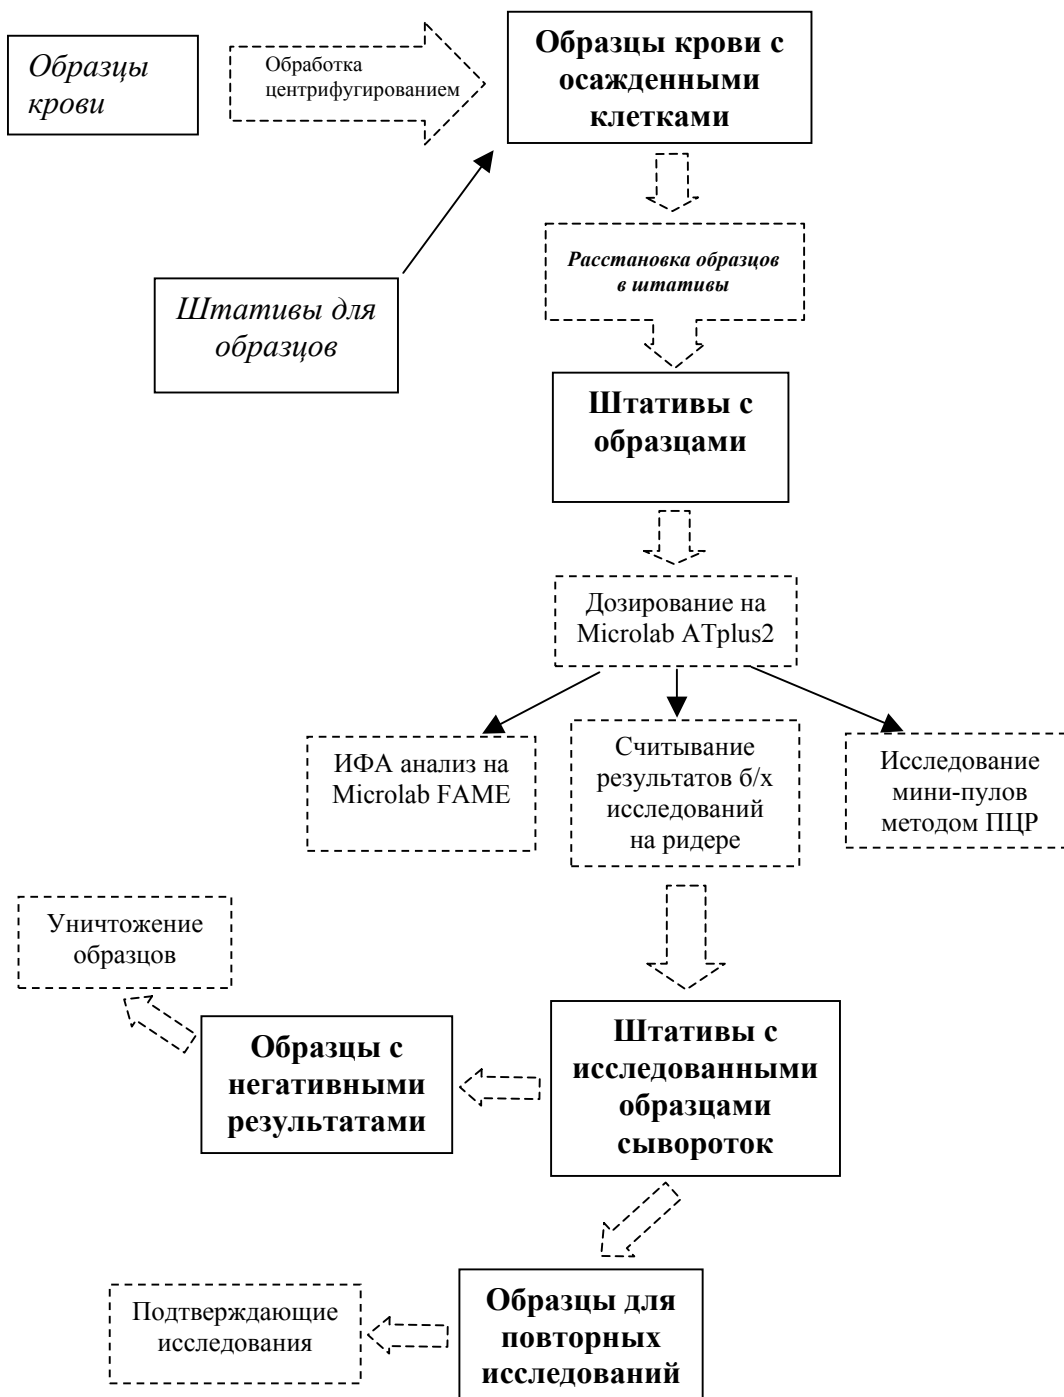 Образцы
крови
Обработка
центрифугированием
Образцы крови с
осажденными
клетками
Штативы для
образцов
Расстановка образцов
в штативы
Штативы с
образцами
Дозирование на
Microlab ATplus2
ИФА анализ на
Microlab FAME
Считывание
результатов б/х
исследований
на ридере
Исследование
мини-пулов
методом ПЦР
Уничтожение
образцов
Образцы с
негативными
результатами
Штативы с
исследованными
образцами
сывороток
Подтверждающие
исследования
Образцы для
повторных
исследований